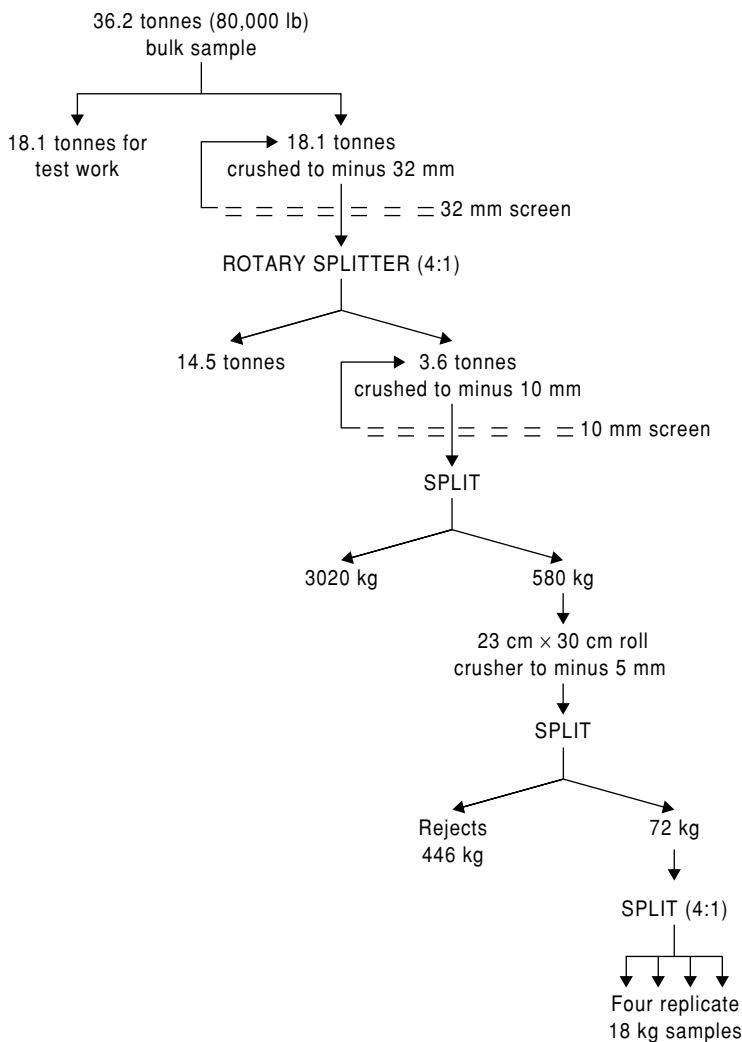 36.2 tonnes (80,000 lb)
bulk sample
18.1 tonnes for
test work
18.1 tonnes
crushed to minus 32 mm
32 mm screen
ROTARY SPLITTER (4:1)
14.5 tonnes
3.6 tonnes
crushed to minus 10 mm
10 mm screen
SPLIT
3020 kg
580 kg
23 cm × 30 cm roll
crusher to minus 5 mm
SPLIT
Rejects
446 kg
72 kg
SPLIT (4:1)
Four replicate
18 kg samples